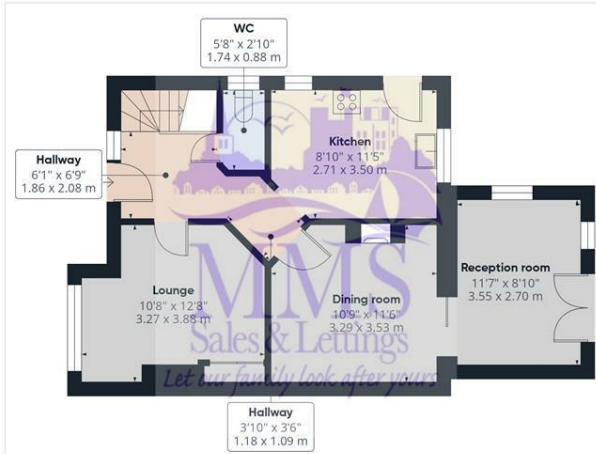 WC
5'8" x 2'10"
1.74 x 0.88 m
Kitchen
8'10" x 11'5"
2.71 x 3.50 m
Hallway
6'1" x 6'9"
1.86 x 2.08 m
Lounge
10'8" x 12'8"
3.27 x 3.88 m
Dining room
10'9" x 11'6"
3.29 x 3.53 m
Reception room
11'7" x 8'10"
3.55 x 2.70 m
MMS
Sales & Lettings
Let our family look after yours
Hallway
3'10" x 3'6"
1.18 x 1.09 m